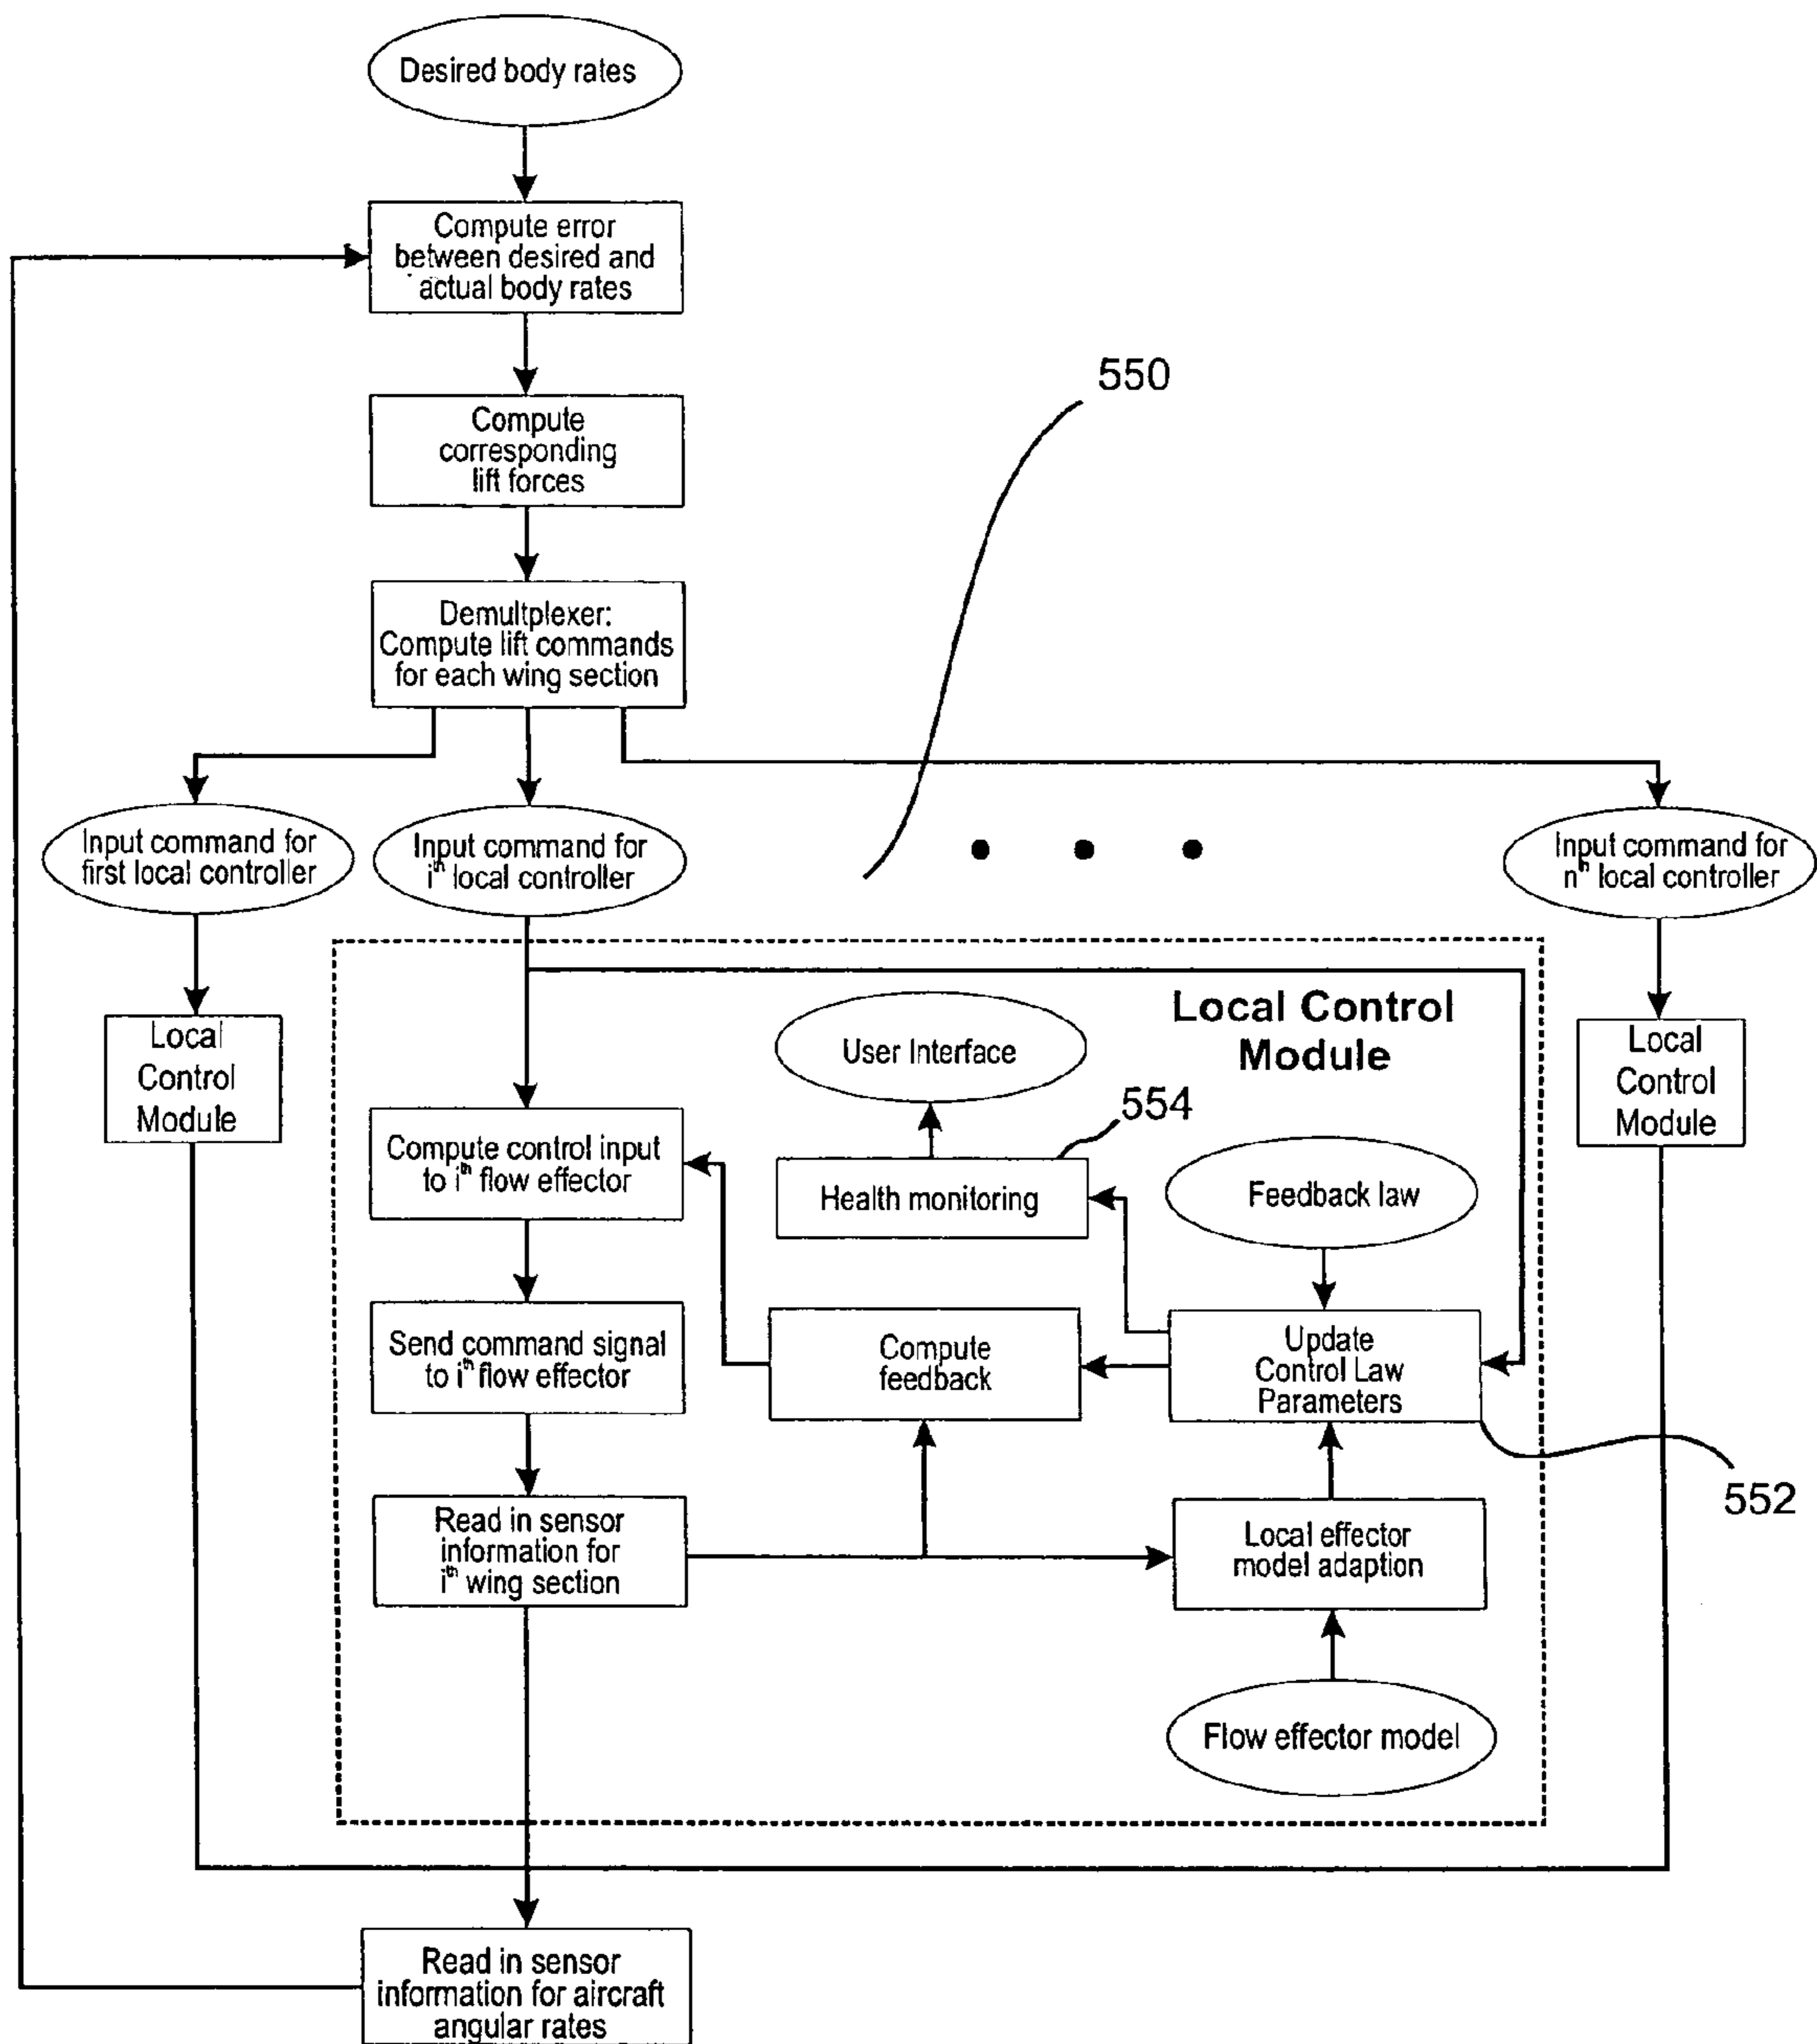 Desired body rates
Compute error
between desired and
actual body rates
550
Compute
corresponding
lift forces
Demultplexer:
Compute lift commands
for each wing section
Input command for
first local controller
Input command for
ith local controller
• • •
Input command for
nth local controller
Local Control
Module
Local
Control
Module
User Interface
Local
Control
Module
554
Compute control input
to ith flow effector
Health monitoring
Feedback law
Send command signal
to ith flow effector
Compute
feedback
Update
Control Law
Parameters
552
Read in sensor
information for
ith wing section
Local effector
model adaption
Flow effector model
Read in sensor
information for aircraft
angular rates